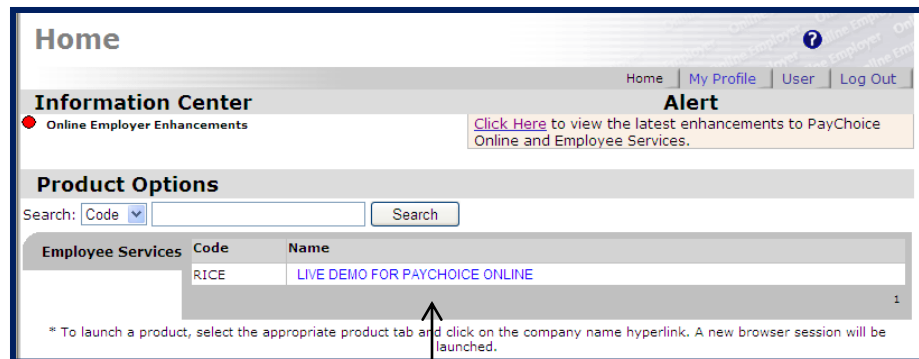 Home
?
Home My Profile User Log Out
Information Center
Alert
Online Employer Enhancements
Click Here to view the latest enhancements to PayChoice
Online and Employee Services.
Product Options
Search: Code Search
Employee Services Code Name
RICE LIVE DEMO FOR PAYCHOICE ONLINE
1
* To launch a product, select the appropriate product tab and click on the company name hyperlink. A new browser session will be
launched.